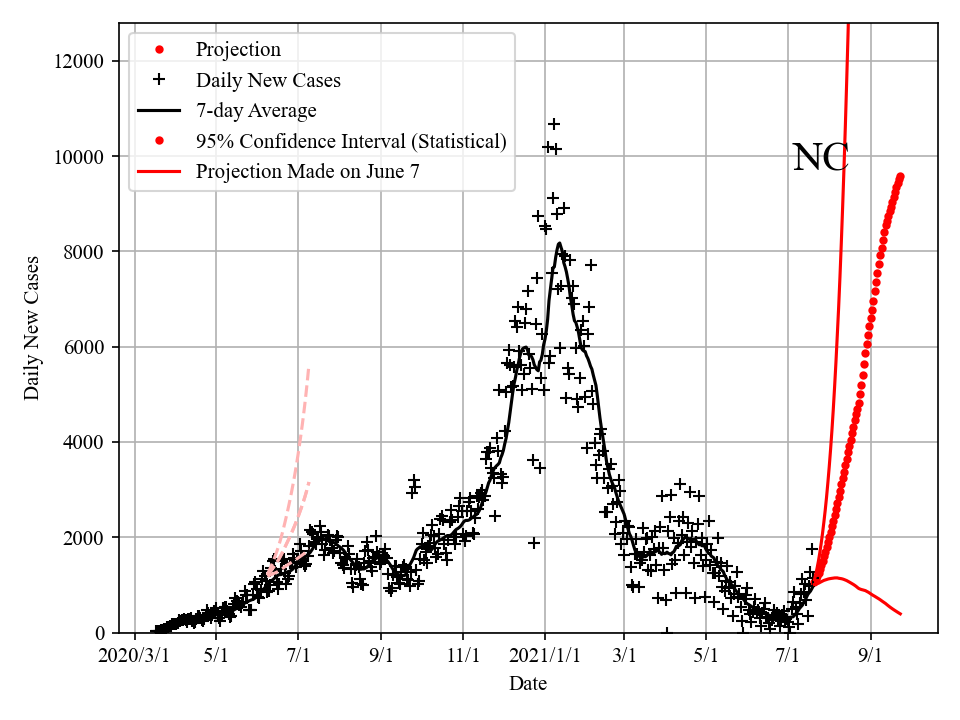 Projection
Daily New Cases
7-day Average
95% Confidence Interval (Statistical)
Projection Made on June 7
NC
Daily New Cases
12000
10000
8000
6000
4000
2000
0
2020/3/1 5/1 7/1 9/1 11/1 2021/1/1 3/1 5/1 7/1 9/1
Date